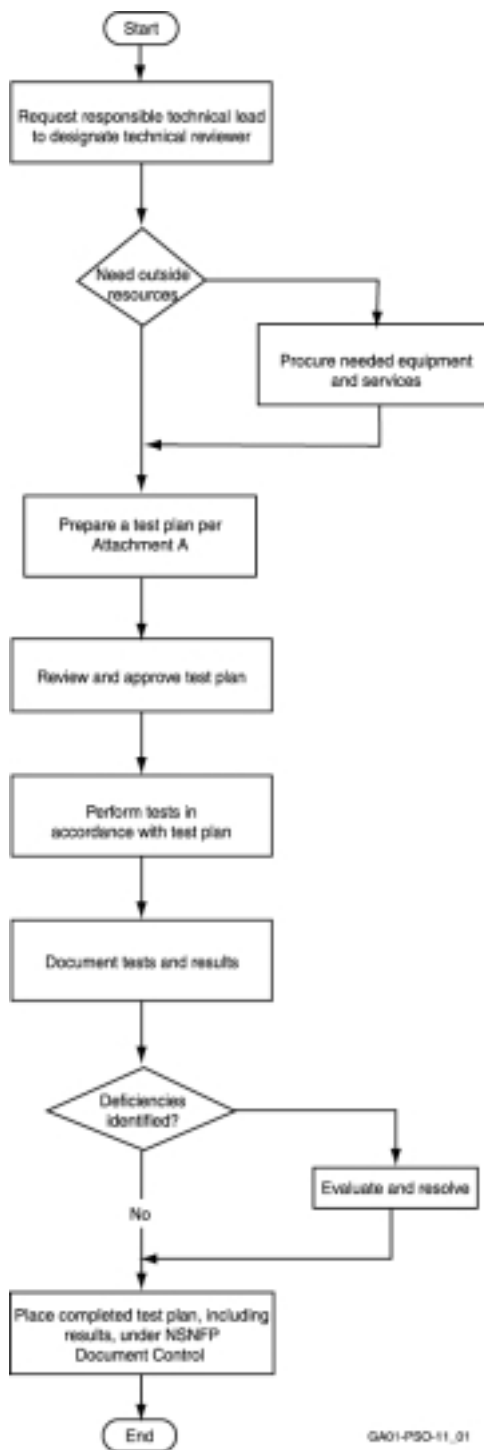 Start
Request responsible technical lead
to designate technical reviewer
Need outside
resources
Procure needed equipment
and services
Prepare a test plan per
Attachment A
Review and approve test plan
Perform tests in
accordance with test plan
Document tests and results
Deficiencies
identified?
Evaluate and resolve
No
Place completed test plan, including
results, under NSNFP
Document Control
End
GA01-PSO-11_01